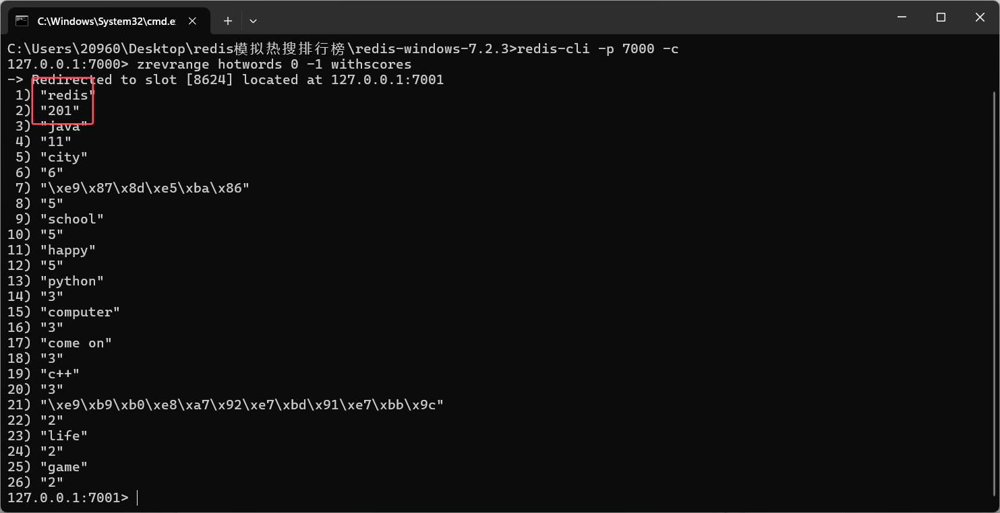 C:\Windows\System32\cmd.e
C:\Users\20960\Desktop\redis模拟热搜排行榜\redis-windows-7.2.3>redis-cli -p 7000 -c
127.0.0.1:7000> zrevrange hotwords 0 -1 withscores
-> Redirected to slot [8624] located at 127.0.0.1:7001
1) "redis"
2) "201"
3) "java"
4) "11"
5) "city"
6) "6"
7) "\xe9\x87\x8d\xe5\xba\x86"
8) "5"
9) "school"
10) "5"
11) "happy"
12) "5"
13) "python"
14) "3"
15) "computer"
16) "3"
17) "come on"
18) "3"
19) "c++"
20) "3"
21) "\xe9\xb9\xb0\xe8\xa7\x92\xe7\xbd\x91\xe7\xbb\x9c"
22) "2"
23) "life"
24) "2"
25) "game"
26) "2"
127.0.0.1:7001>